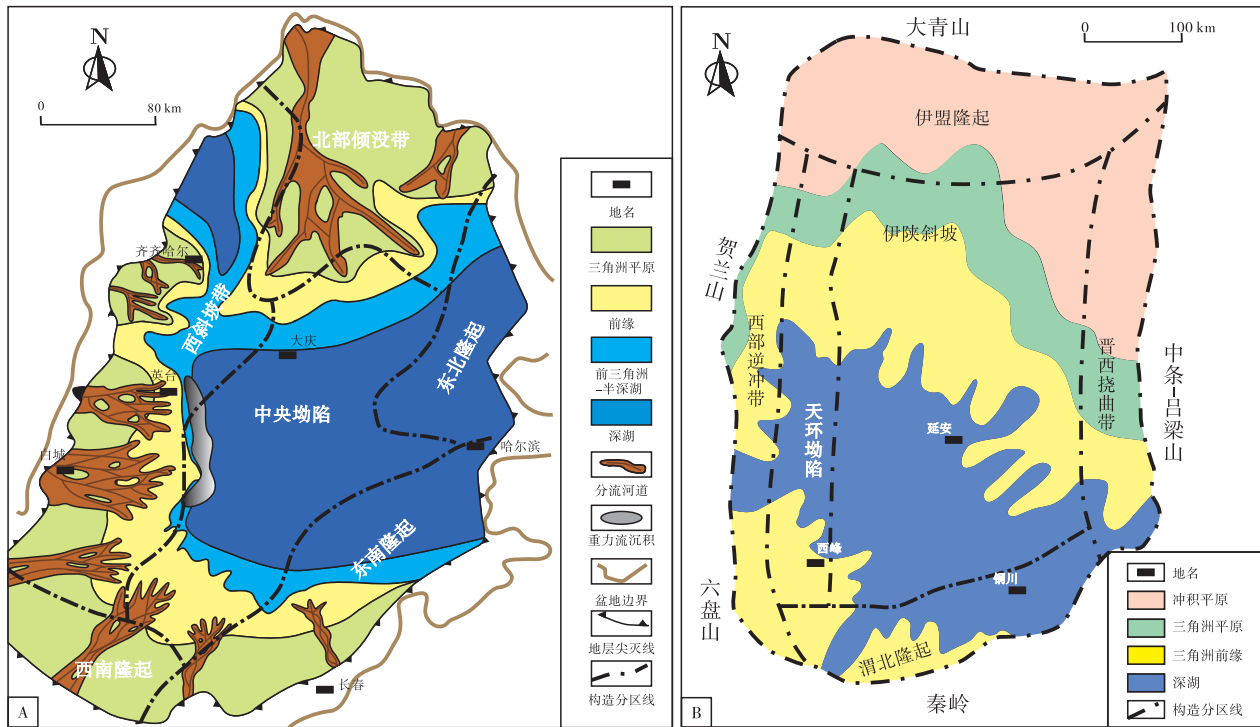 N
0 80 km
北部倾没带
齐齐哈尔
西斜坡带
大庆
东北隆起
英台
中央坳陷
哈尔滨
白城
东南隆起
西南隆起
长春
A
地名
三角洲平原
前缘
前三角洲
-半深湖
深湖
分流河道
重力流沉积
盆地边界
地层尖灭线
构造分区线
大青山
N
0 100 km
伊盟隆起
伊陕斜坡
贺兰山
西部逆冲带
天环坳陷
晋西挠曲带
中条-吕梁山
延安
西峰
铜川
六盘山
渭北隆起
秦岭
B
地名
冲积平原
三角洲平原
三角洲前缘
深湖
构造分区线